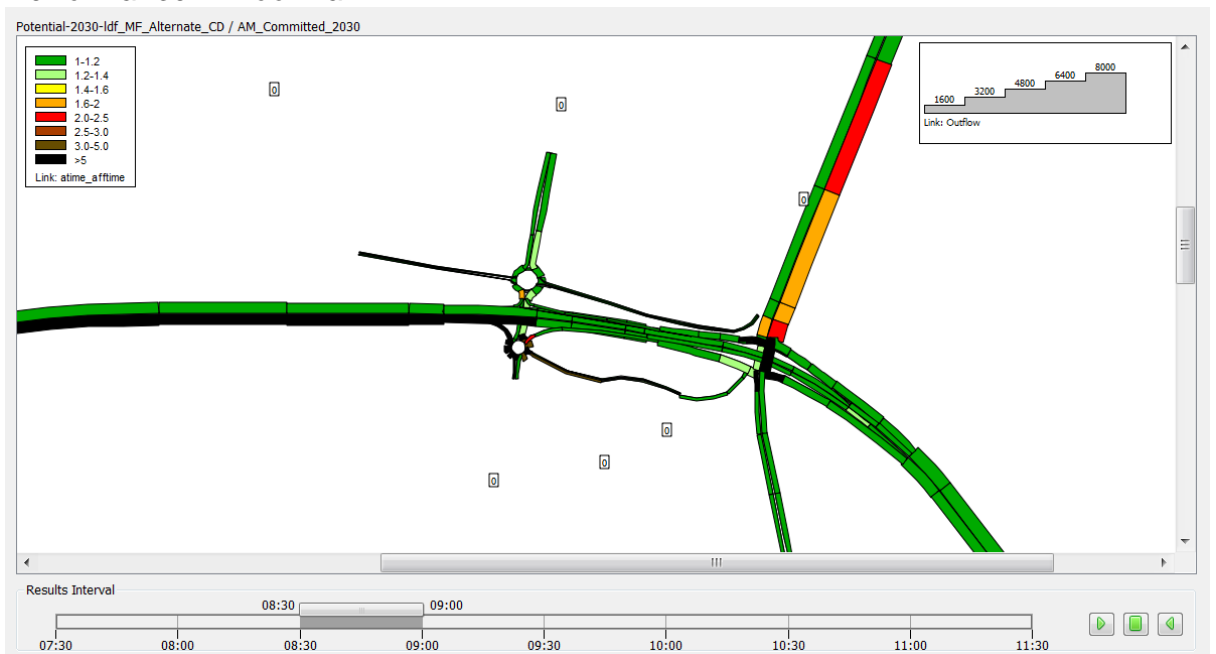 Potential-2030-ldf_MF_Alternate_CD / AM_Committed_2030
1-1.2
1.2-1.4
1.4-1.6
1.6-2
2.0-2.5
2.5-3.0
3.0-5.0
>5
Link: atime_afftime
1600 3200 4800 6400 8000
Link: Outflow
0
0
0
0
0
0
Results Interval
08:30 09:00
07:30 08:00 08:30 09:00 09:30 10:00 10:30 11:00 11:30